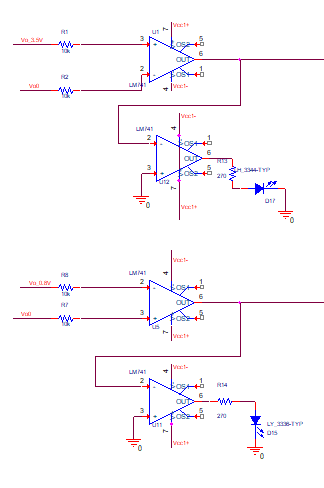 Vcc1+
R1
U1
7
5
Vo_3.5V
3
+
OS2
10k
6
OUT
R2
2
-
1
OS1
Vo0
10k
4
LM741
Vcc1-
Vcc1-
4
LM741
2
-
1
OS1
6
OUT
R13
3
+
5
OS2
270
U12
7
D17
0
Vcc1+
0
Vcc1-
4
LM741
R6
2
-
1
OS1
Vo_0.8V
10k
6
OUT
R7
3
+
5
OS2
Vo0
10k
U5
7
Vcc1+
Vcc1-
4
LM741
2
-
1
OS1
R14
6
OUT
3
+
5
OS2
270
U11
LY_3336-TYP
7
D15
0
Vcc1+
0